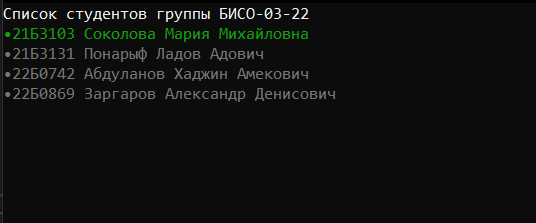 Список студентов группы БИСО-03-22
•21Б3103 Соколова Мария Михайловна
•21Б3131 Понарыф Ладов Адович
•22Б0742 Абдуланов Хаджин Амекович
•22Б0869 Заргаров Александр Денисович